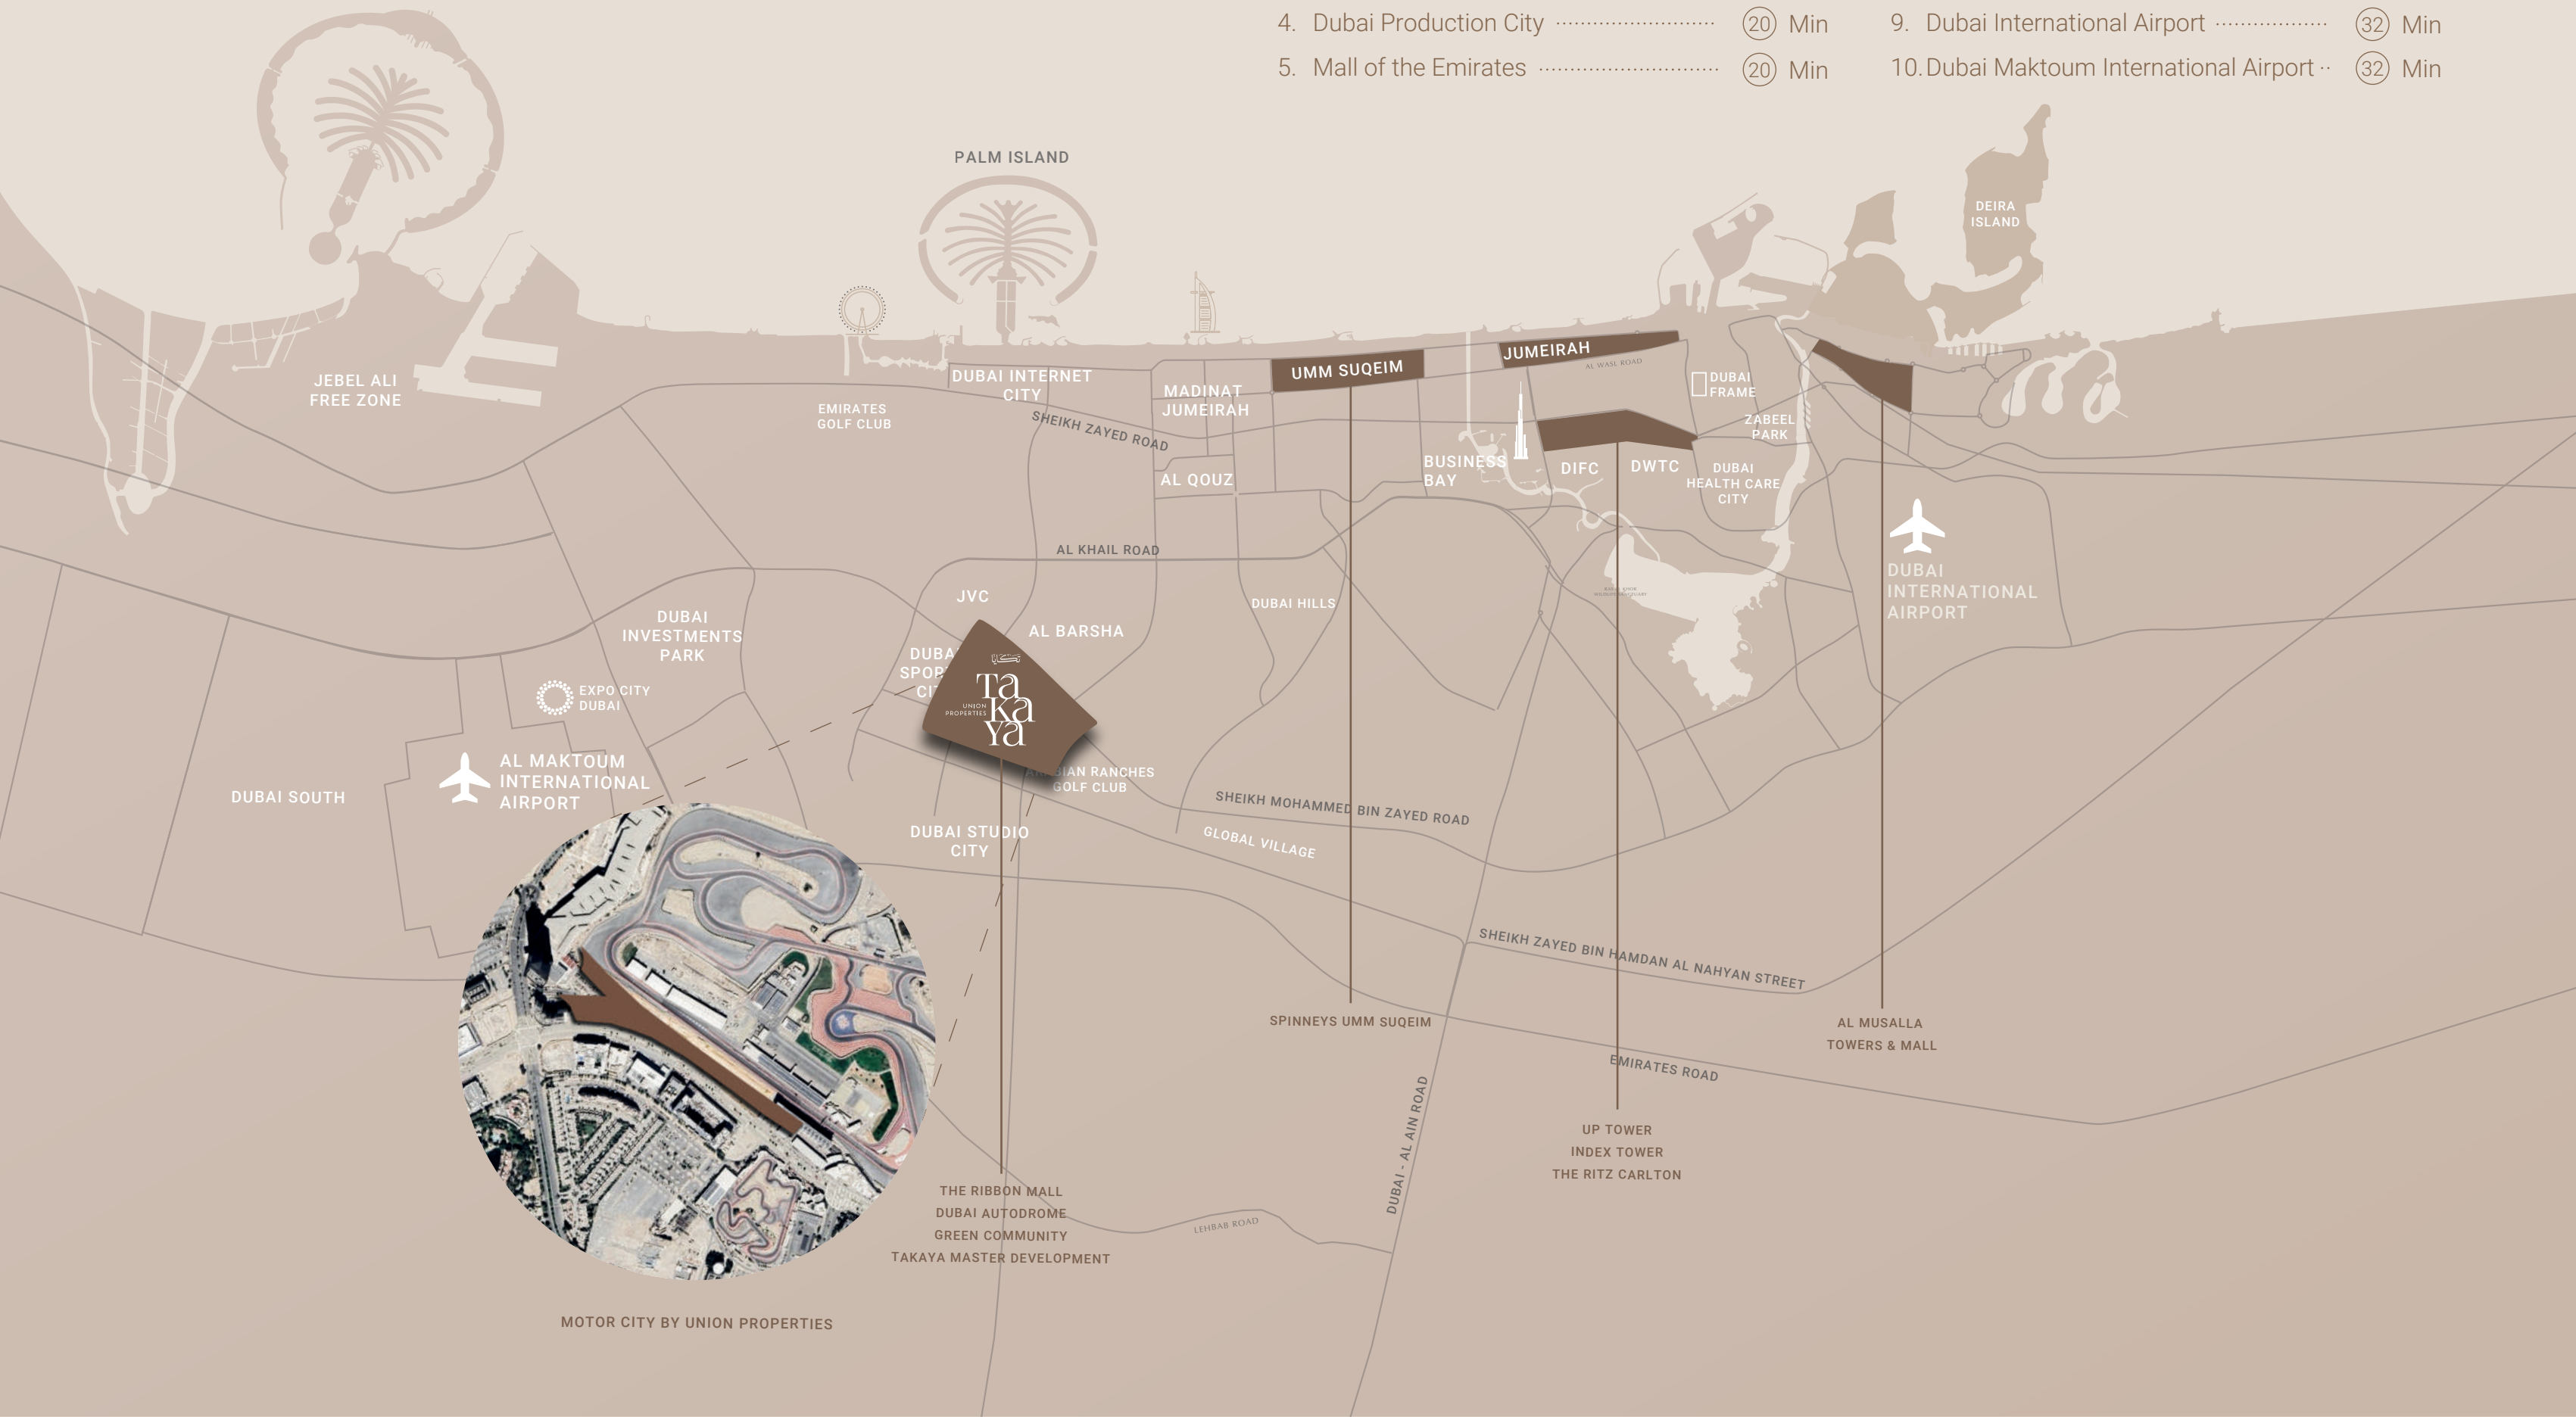 4. Dubai Production City 20 Min
5. Mall of the Emirates 20 Min
9. Dubai International Airport 32 Min
10. Dubai Maktoum International Airport 32 Min
PALM ISLAND
DEIRA
ISLAND
JEBEL ALI
FREE ZONE
EMIRATES
GOLF CLUB
DUBAI INTERNET
CITY
SHEIKH ZAYED ROAD
MADINAT
JUMEIRAH
UMM SUQEIM
JUMEIRAH
AL WASL ROAD
DUBAI
FRAME
ZABEEL
PARK
AL QOUZ
BUSINESS
BAY
DIFC
DWTC
DUBAI
HEALTH CARE
CITY
AL KHAIL ROAD
DUBAI
INTERNATIONAL
AIRPORT
JVC
DUBAI HILLS
AL BARSHA
DUBAI
INVESTMENTS
PARK
DUBA
SPOR
CI
TaKaYa
UNION
PROPERTIES
EXPO CITY
DUBAI
AL MAKTOUM
INTERNATIONAL
AIRPORT
DUBAI SOUTH
ARABIAN RANCHES
GOLF CLUB
SHEIKH MOHAMMED BIN ZAYED ROAD
DUBAI STUDIO
CITY
GLOBAL VILLAGE
SHEIKH ZAYED BIN HAMDAN AL NAHYAN STREET
SPINNEYS UMM SUQEIM
AL MUSALLA
TOWERS & MALL
EMIRATES ROAD
DUBAI - AL AIN ROAD
UP TOWER
INDEX TOWER
THE RITZ CARLTON
THE RIBBON MALL
DUBAI AUTODROME
GREEN COMMUNITY
TAKAYA MASTER DEVELOPMENT
LEHBAB ROAD
MOTOR CITY BY UNION PROPERTIES